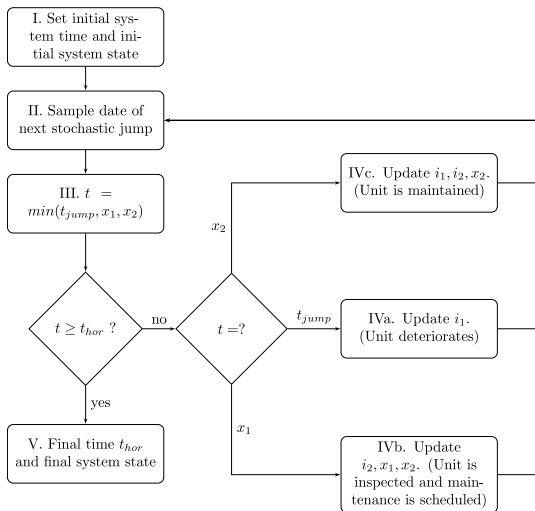 I. Set initial sys-
tem time and ini-
tial system state
II. Sample date of
next stochastic jump
III. t =
min(t_jump, x_1, x_2)
t ≥ t_hor ?
no
yes
V. Final time t_hor
and final system state
t =?
x_2
t_jump
x_1
IVc. Update i_1, i_2, x_2.
(Unit is maintained)
IVa. Update i_1.
(Unit deteriorates)
IVb. Update
i_2, x_1, x_2. (Unit is
inspected and main-
tenance is scheduled)